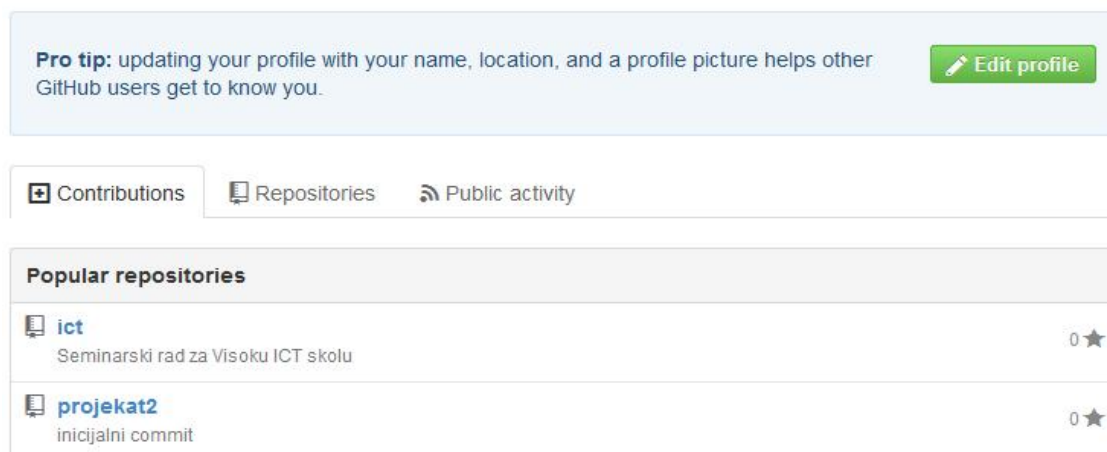 Pro tip: updating your profile with your name, location, and a profile picture helps other
GitHub users get to know you.
Edit profile
Contributions
Repositories
Public activity
Popular repositories
ict
0
Seminarski rad za Visoku ICT skolu
projekat2
0
inicijalni commit